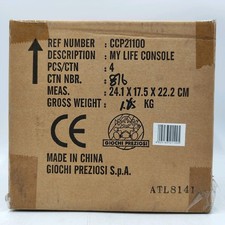 REF NUMBER : CCP21100
DESCRIPTION : MY LIFE CONSOLE
PCS/CTN : 4
CTN NBR. : 876
MEAS. : 24.1 X 17.5 X 22.2 CM
GROSS WEIGHT : KG
CE
GIOCHI PREZIOSI
MADE IN CHINA
GIOCHI PREZIOSI S.p.A.
ATL8141